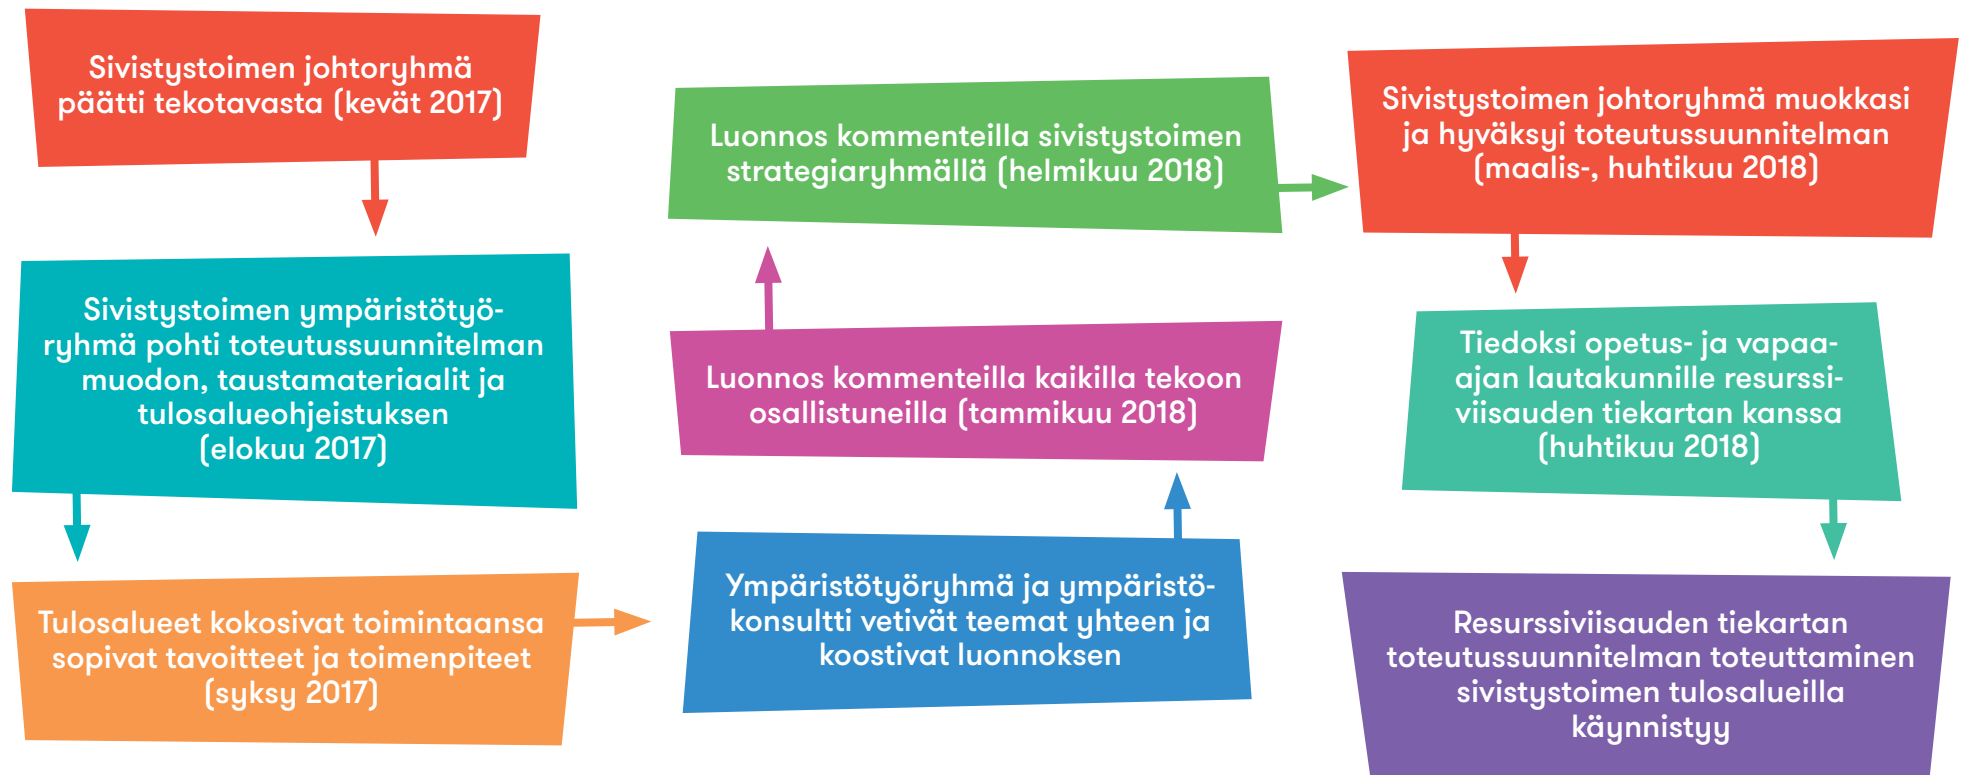 Sivistystoimen johtoryhmä
päätti tekotavasta (kevät 2017)
Sivistystoimen ympäristötyö-
ryhmä pohti toteutussuunnitelman
muodon, taustamateriaalit ja
tulosalueohjeistuksen
(elokuu 2017)
Tulosalueet kokosivat toimintaansa
sopivat tavoitteet ja toimenpiteet
(syksy 2017)
Ympäristötyöryhmä ja ympäristö-
konsultti vetivät teemat yhteen ja
koostivat luonnoksen
Luonnos kommenteilla kaikilla tekoon
osallistuneilla (tammikuu 2018)
Luonnos kommenteilla sivistystoimen
strategiaryhmällä (helmikuu 2018)
Sivistystoimen johtoryhmä muokkasi
ja hyväksyi toteutussuunnitelman
(maalis-, huhtikuu 2018)
Tiedoksi opetus- ja vapaa-
ajan lautakunnille resurssi-
viisauden tiekartan kanssa
(huhtikuu 2018)
Resurssiviisauden tiekartan
toteutussuunnitelman toteuttaminen
sivistystoimen tulosalueilla
käynnistyy